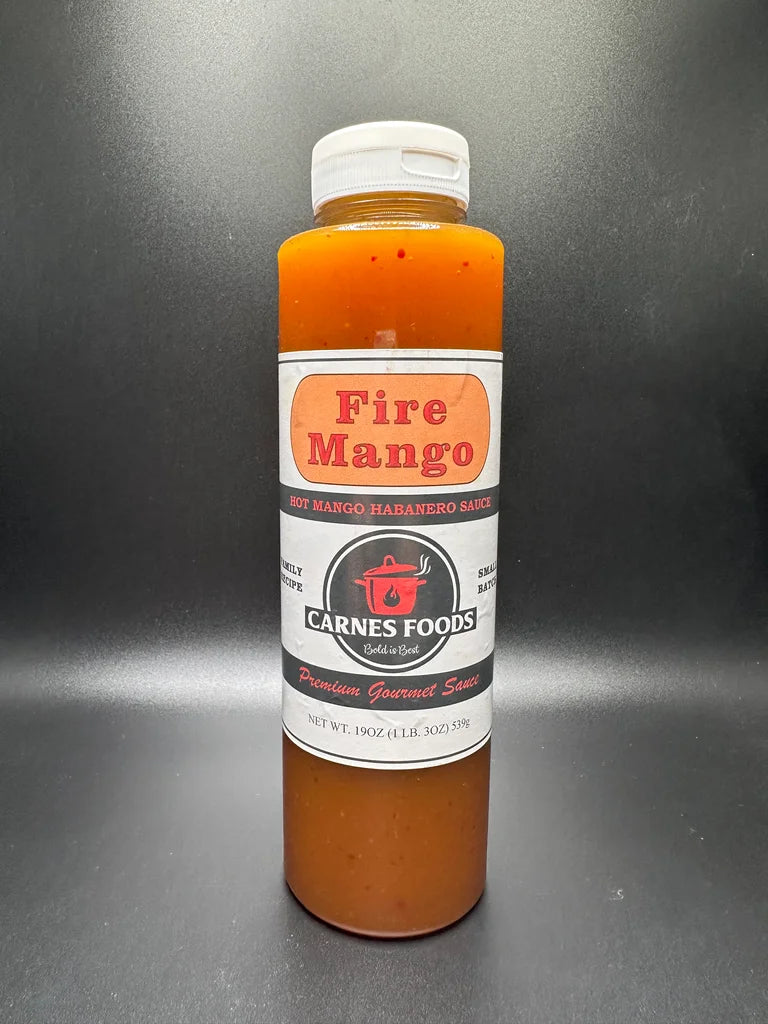 Fire
Mango
HOT MANGO HABANERO SAUCE
CARNES FOODS
Bold is Best
Premium Gourmet Sauce
NET WT. 19OZ (1 LB. 3OZ) 539g